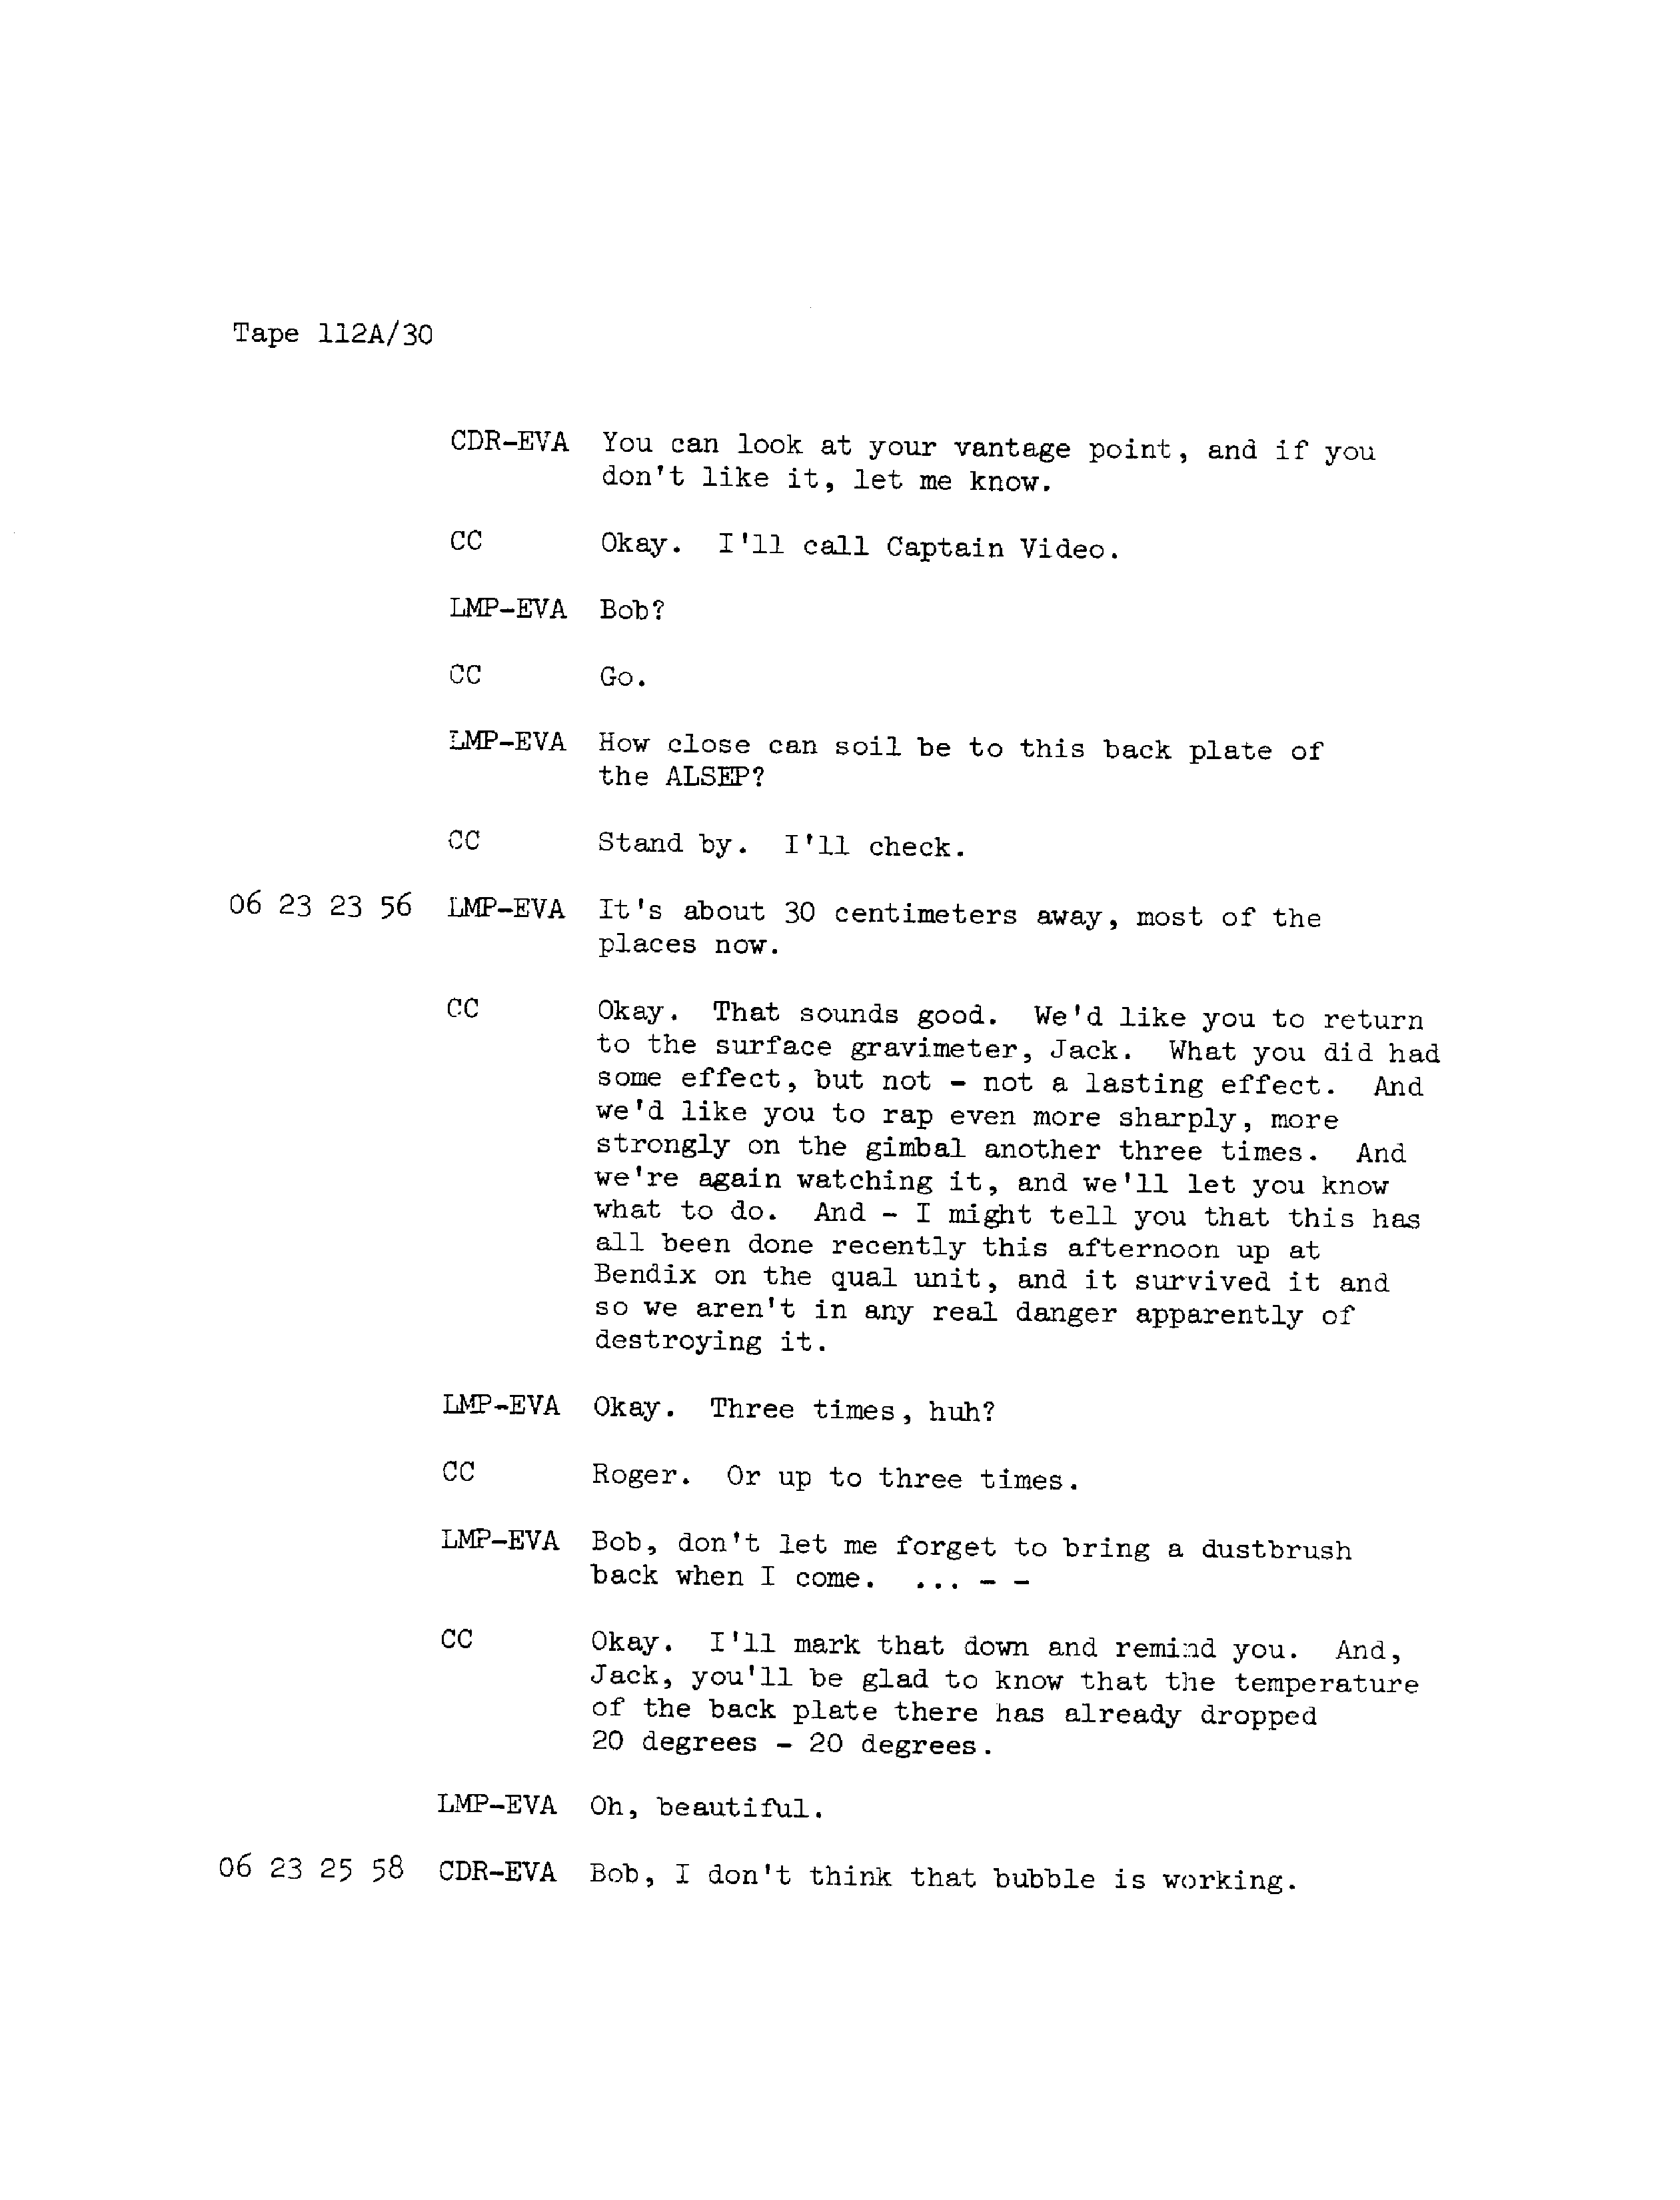 Tape 112A/30
CDR-EVA You can look at your vantage point, and if you
don't like it, let me know.
CC Okay. I'll call Captain Video.
LMP-EVA Bob?
CC Go.
LMP-EVA How close can soil be to this back plate of
the ALSEP?
CC Stand by. I'll check.
06 23 23 56 LMP-EVA It's about 30 centimeters away, most of the
places now.
CC Okay. That sounds good. We'd like you to return
to the surface gravimeter, Jack. What you did had
some effect, but not - not a lasting effect. And
we'd like you to rap even more sharply, more
strongly on the gimbal another three times. And
we're again watching it, and we'll let you know
what to do. And - I might tell you that this has
all been done recently this afternoon up at
Bendix on the qual unit, and it survived it and
so we aren't in any real danger apparently of
destroying it.
LMP-EVA Okay. Three times, huh?
CC Roger. Or up to three times.
LMP-EVA Bob, don't let me forget to bring a dustbrush
back when I come. ... - -
CC Okay. I'll mark that down and remind you. And,
Jack, you'll be glad to know that the temperature
of the back plate there has already dropped
20 degrees - 20 degrees.
LMP-EVA Oh, beautiful.
06 23 25 58 CDR-EVA Bob, I don't think that bubble is working.